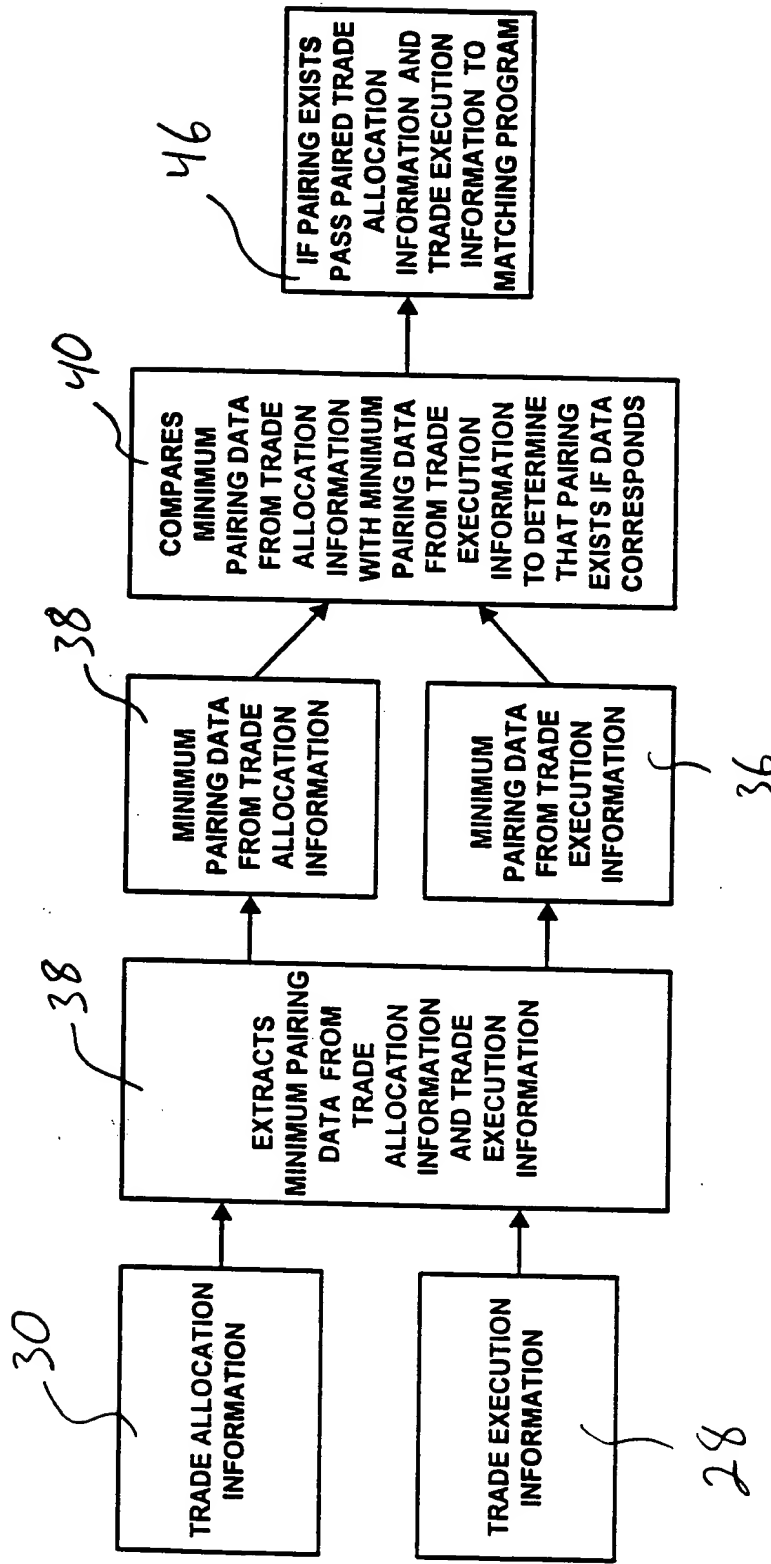 30
TRADE ALLOCATION
INFORMATION
TRADE EXECUTION
INFORMATION
28
38
EXTRACTS
MINIMUM PAIRING
DATA FROM
TRADE
ALLOCATION
INFORMATION
AND TRADE
EXECUTION
INFORMATION
38
MINIMUM
PAIRING DATA
FROM TRADE
ALLOCATION
INFORMATION
MINIMUM
PAIRING DATA
FROM TRADE
EXECUTION
INFORMATION
36
40
COMPARES
MINIMUM
PAIRING DATA
FROM TRADE
ALLOCATION
INFORMATION
WITH MINIMUM
PAIRING DATA
FROM TRADE
EXECUTION
INFORMATION
TO DETERMINE
THAT PAIRING
EXISTS IF DATA
CORRESPONDS
46
IF PAIRING EXISTS
PASS PAIRED TRADE
ALLOCATION
INFORMATION AND
TRADE EXECUTION
INFORMATION TO
MATCHING PROGRAM